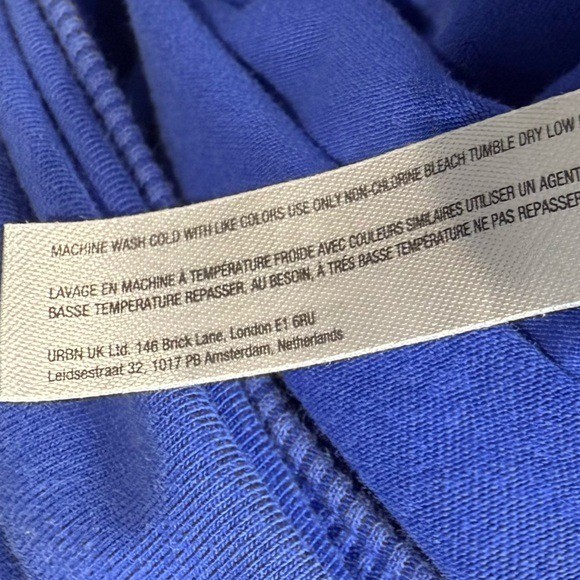 MACHINE WASH COLD WITH LIKE COLORS USE ONLY NON-CHLORINE BLEACH TUMBLE DRY LOW
LAVAGE EN MACHINE À TEMPÉRATURE FROIDE AVEC COULEURS SIMILAIRES UTILISER UN AGENT
BASSE TEMPERATURE REPASSER, AU BESOIN, À TRÈS BASSE TEMPÉRATURE NE PAS REPASSER
URBN UK Ltd. 146 Brick Lane, London E1 6RU
Leidsestraat 32, 1017 PB Amsterdam, Netherlands